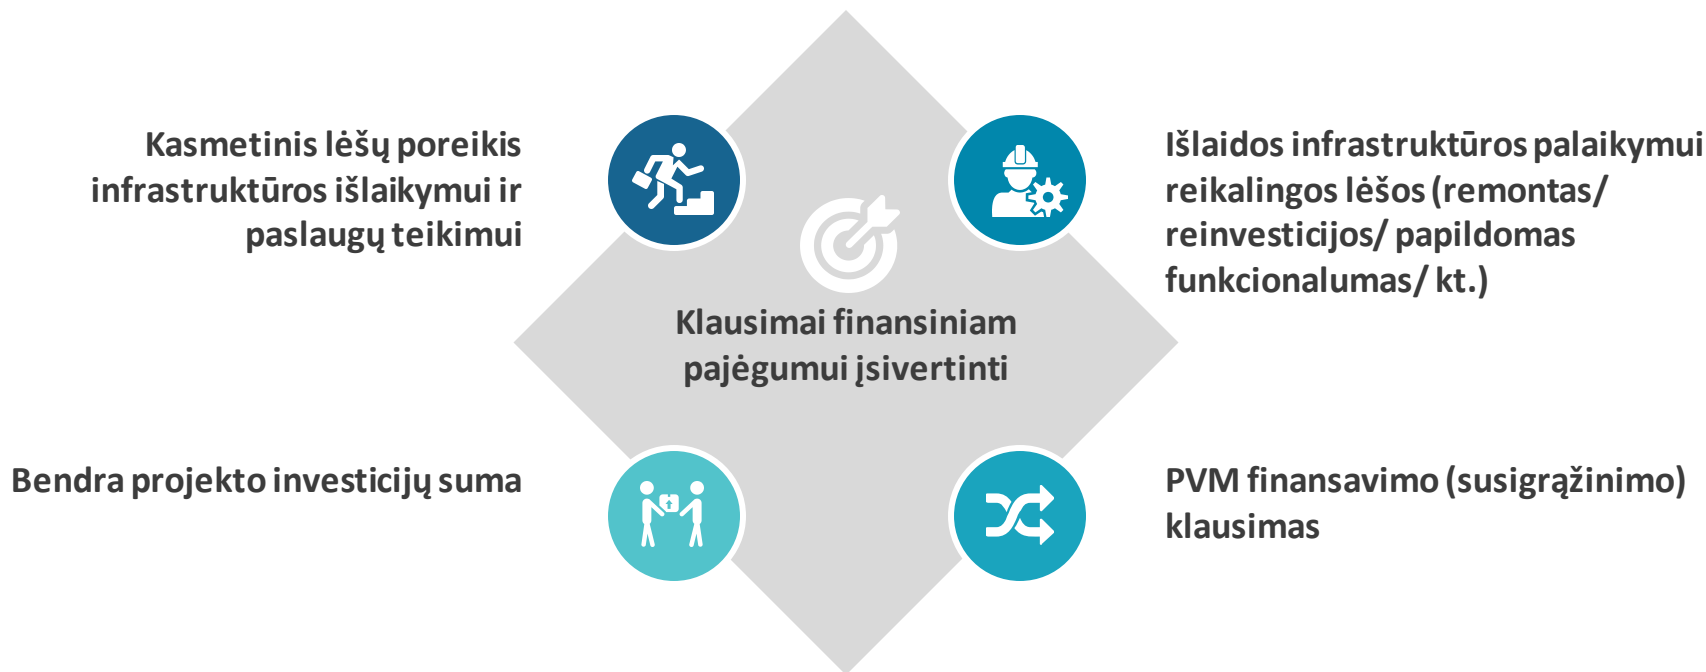 Kasmetinis lėšų poreikis
infrastruktūros išlaikymui ir
paslaugų teikimui
Išlaidos infrastruktūros palaikymui
reikalingos lėšos (remontas/
reinvesticijos/ papildomas
funkcionalumas/ kt.)
Klausimai finansiniam
pajėgumui įsivertinti
Bendra projekto investicijų suma
PVM finansavimo (susigrąžinimo)
klausimas